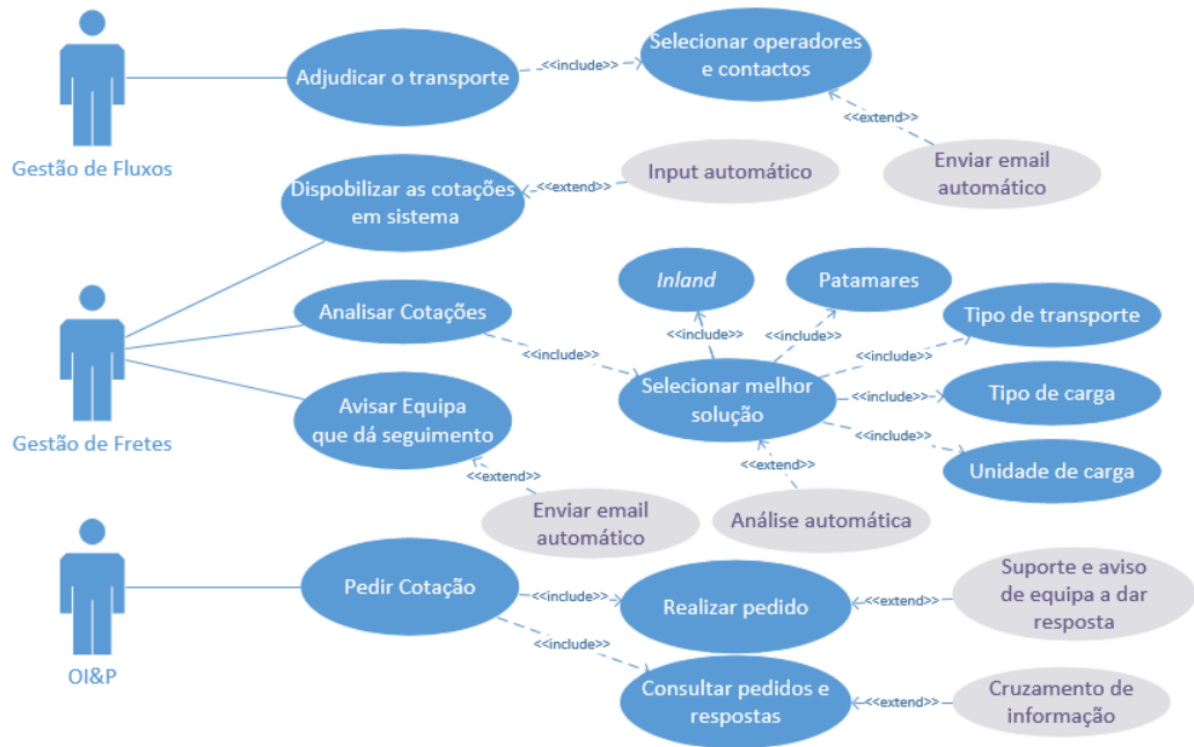 Selecionar operadores
e contactos
Adjudicar o transporte
<<include>>
<<extend>>
Gestão de Fluxos
Enviar email
automático
Input automático
Dispobilizar as cotações
em sistema
<<extend>>
Inland
Patamares
Tipo de transporte
Analisar Cotações
<<include>>
<<include>>
<<include>>
<<include>>
Selecionar melhor
solução
<<include>>
Tipo de carga
<<include>>
Unidade de carga
Avisar Equipa
que dá seguimento
Gestão de Fretes
<<extend>>
<<extend>>
Enviar email
automático
Análise automática
Pedir Cotação
<<include>>
Realizar pedido
<<extend>>
Suporte e aviso
de equipa a dar
resposta
<<include>>
OI&P
Consultar pedidos e
respostas
<<extend>>
Cruzamento de
informação